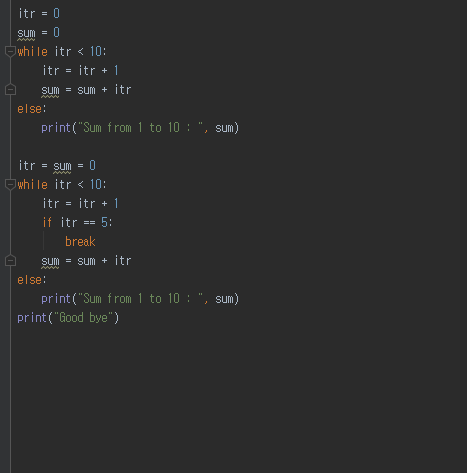 itr = 0
sum = 0
while itr < 10:
    itr = itr + 1
    sum = sum + itr
else:
    print("Sum from 1 to 10 : ", sum)

itr = sum = 0
while itr < 10:
    itr = itr + 1
    if itr == 5:
        break
    sum = sum + itr
else:
    print("Sum from 1 to 10 : ", sum)
print("Good bye")